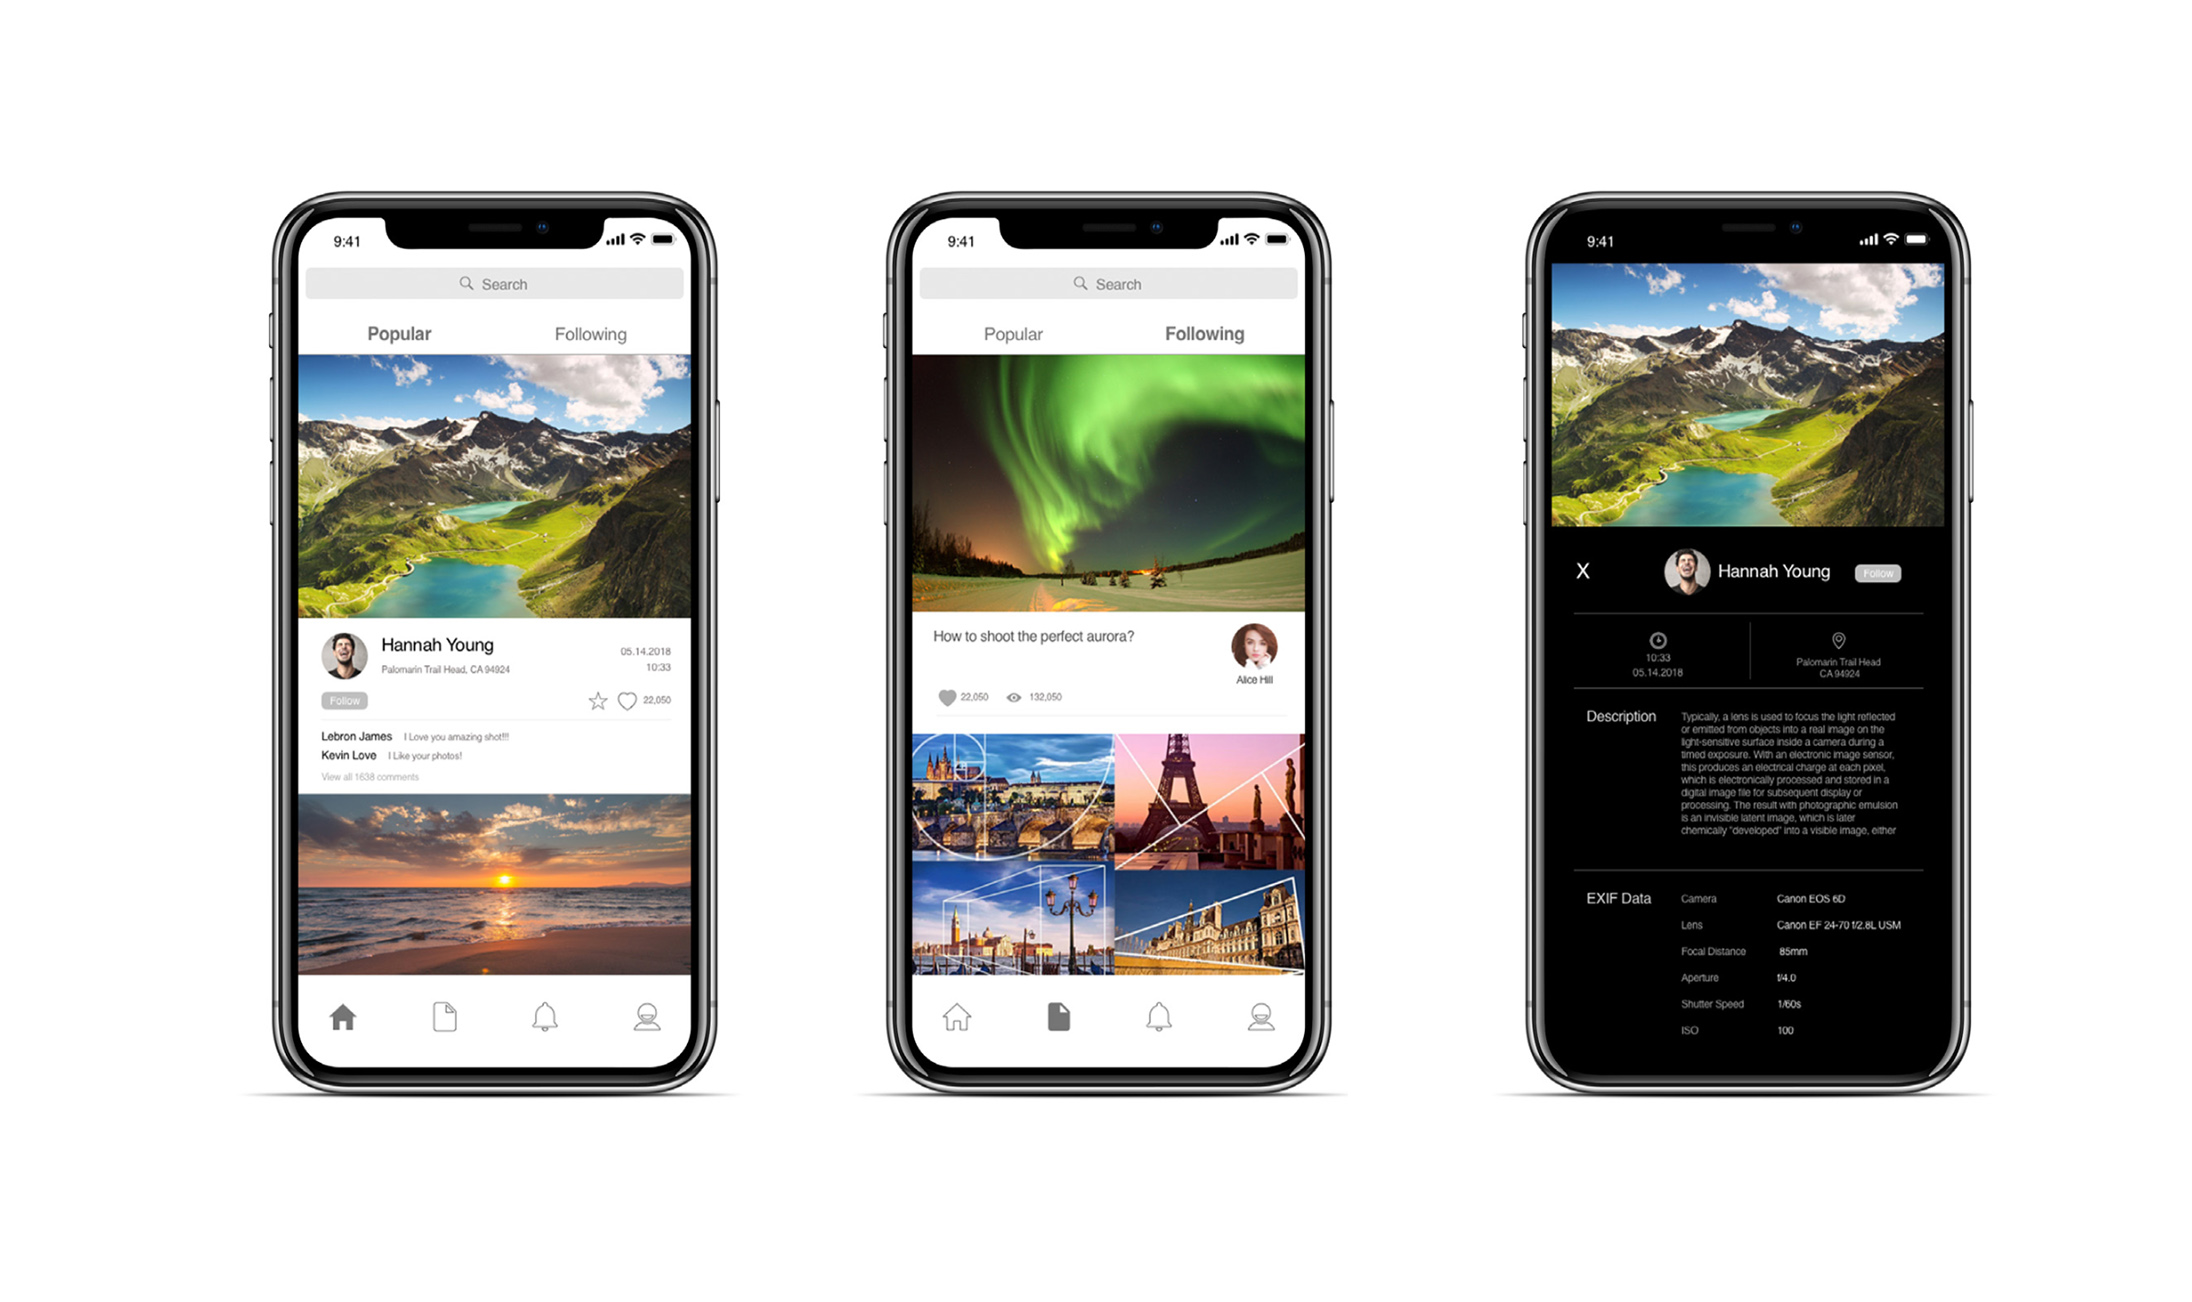 9:41
Search
Popular Following
Hannah Young
Palomarin Trail Head, CA 94924
05.14.2018
10:33
Follow
22,050
Lebron James I Love you amazing shot!!!
Kevin Love I Like your photos!
View all 1638 comments
9:41
Search
Popular Following
How to shoot the perfect aurora?
Alice Hill
22,050 132,050
9:41
X Hannah Young Follow
10:33
05.14.2018
Palomarin Trail Head
CA 94924
Description
Typically, a lens is used to focus the light reflected
or emitted from objects into a real image on the
light-sensitive surface inside a camera during a
timed exposure. With an electronic image sensor,
this produces an electrical charge at each pixel,
which is electronically processed and stored in a
digital image file for subsequent display or
processing. The result with photographic emulsion
is an invisible latent image, which is later
chemically "developed" into a visible image, either
EXIF Data
Camera Canon EOS 6D
Lens Canon EF 24-70 f/2.8L USM
Focal Distance 85mm
Aperture f/4.0
Shutter Speed 1/60s
ISO 100